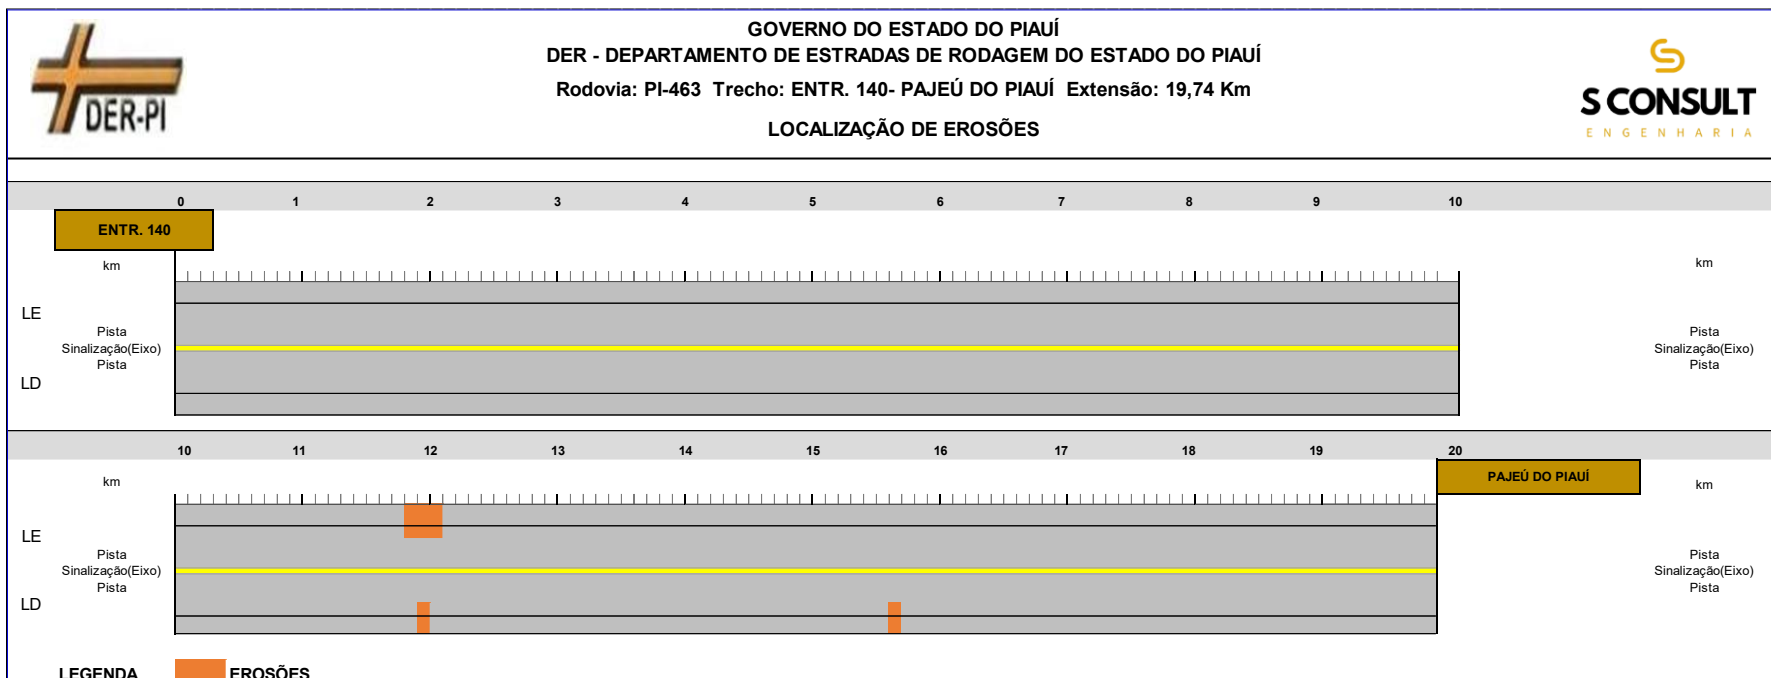 GOVERNO DO ESTADO DO PIAUÍ
DER - DEPARTAMENTO DE ESTRADAS DE RODAGEM DO ESTADO DO PIAUÍ
Rodovia: PI-463 Trecho: ENTR. 140- PAJEÚ DO PIAUÍ Extensão: 19,74 Km
LOCALIZAÇÃO DE EROSÕES
DER-PI
S CONSULT
ENGENHARIA
0 1 2 3 4 5 6 7 8 9 10
ENTR. 140
km km
LE
Pista Pista
Sinalização(Eixo) Sinalização(Eixo)
Pista Pista
LD
10 11 12 13 14 15 16 17 18 19 20
PAJEÚ DO PIAUÍ
km km
LE
Pista Pista
Sinalização(Eixo) Sinalização(Eixo)
Pista Pista
LD
LEGENDA EROSÕES